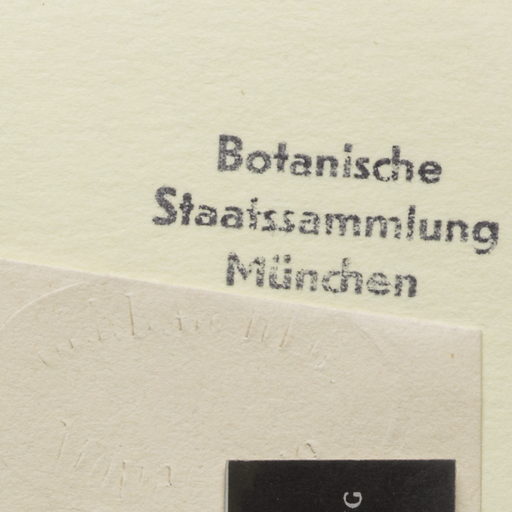 Botanische
Staatssammlung
München
G